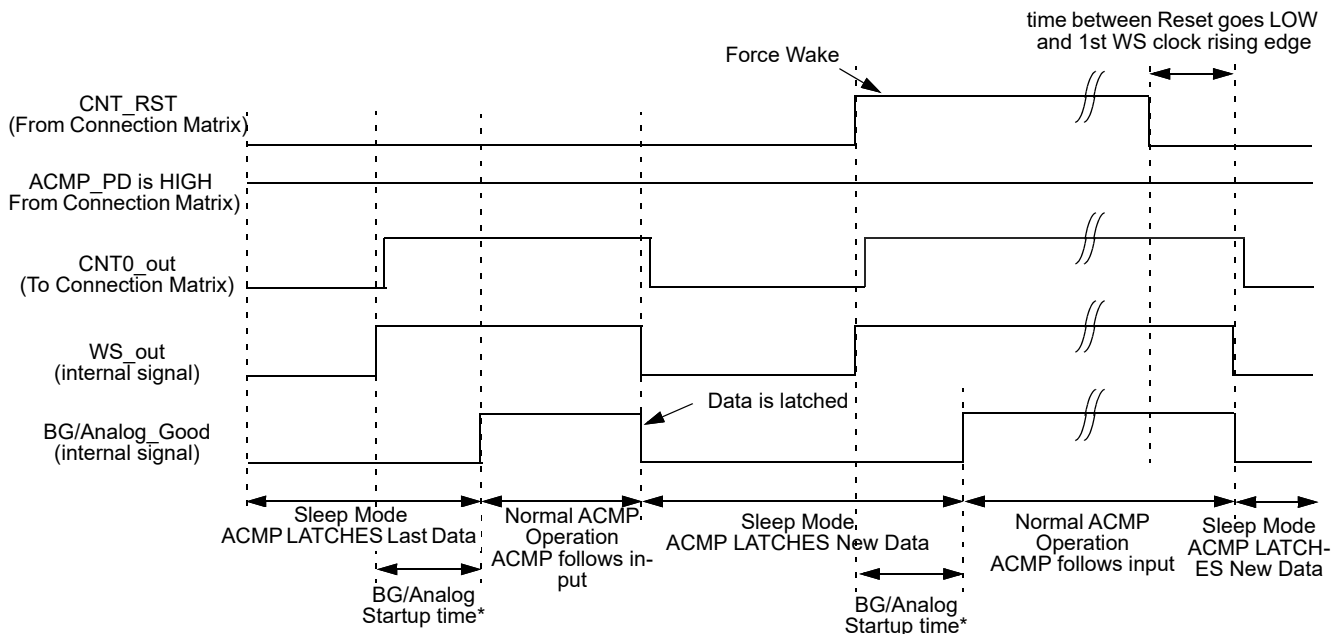 time between Reset goes LOW
and 1st WS clock rising edge
Force Wake
CNT_RST
(From Connection Matrix)
ACMP_PD is HIGH
From Connection Matrix)
CNT0_out
(To Connection Matrix)
WS_out
(internal signal)
Data is latched
BG/Analog_Good
(internal signal)
Sleep Mode
ACMP LATCHES Last Data
Normal ACMP
Operation
ACMP follows in-
put
Sleep Mode
ACMP LATCHES New Data
Normal ACMP
Operation
ACMP follows input
Sleep Mode
ACMP LATCH-
ES New Data
BG/Analog
Startup time*
BG/Analog
Startup time*